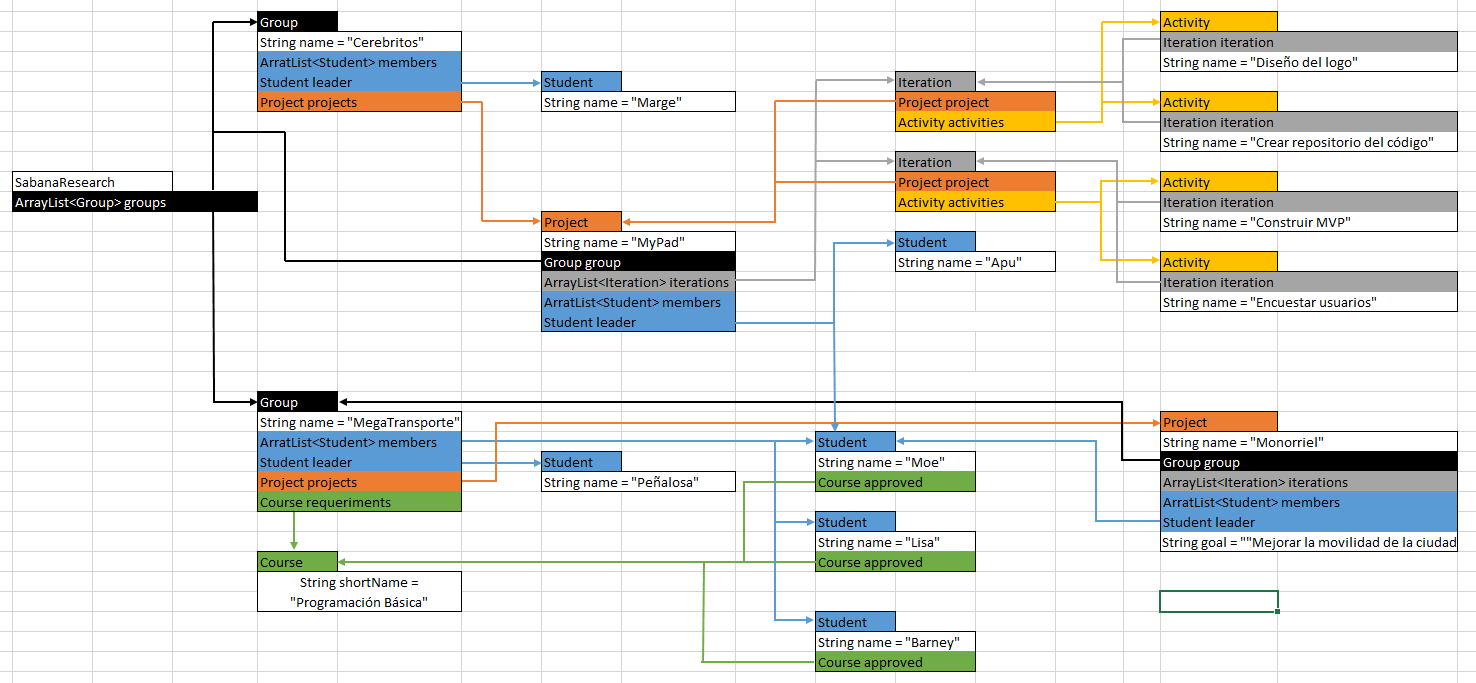 Group
String name = "Cerebritos"
ArratList<Student> members
Student leader
Project projects
Student
String name = "Marge"
SabanaResearch
ArrayList<Group> groups
Project
String name = "MyPad"
Group group
ArrayList<Iteration> iterations
ArratList<Student> members
Student leader
Iteration
Project project
Activity activities
Iteration
Project project
Activity activities
Student
String name = "Apu"
Activity
Iteration iteration
String name = "Diseño del logo"
Activity
Iteration iteration
String name = "Crear repositorio del código"
Activity
Iteration iteration
String name = "Construir MVP"
Activity
Iteration iteration
String name = "Encuestar usuarios"
Group
String name = "MegaTransporte"
ArratList<Student> members
Student leader
Project projects
Course requeriments
Student
String name = "Peñalosa"
Course
String shortName =
"Programación Básica"
Student
String name = "Moe"
Course approved
Student
String name = "Lisa"
Course approved
Student
String name = "Barney"
Course approved
Project
String name = "Monorriel"
Group group
ArrayList<Iteration> iterations
ArratList<Student> members
Student leader
String goal = ""Mejorar la movilidad de la ciudad